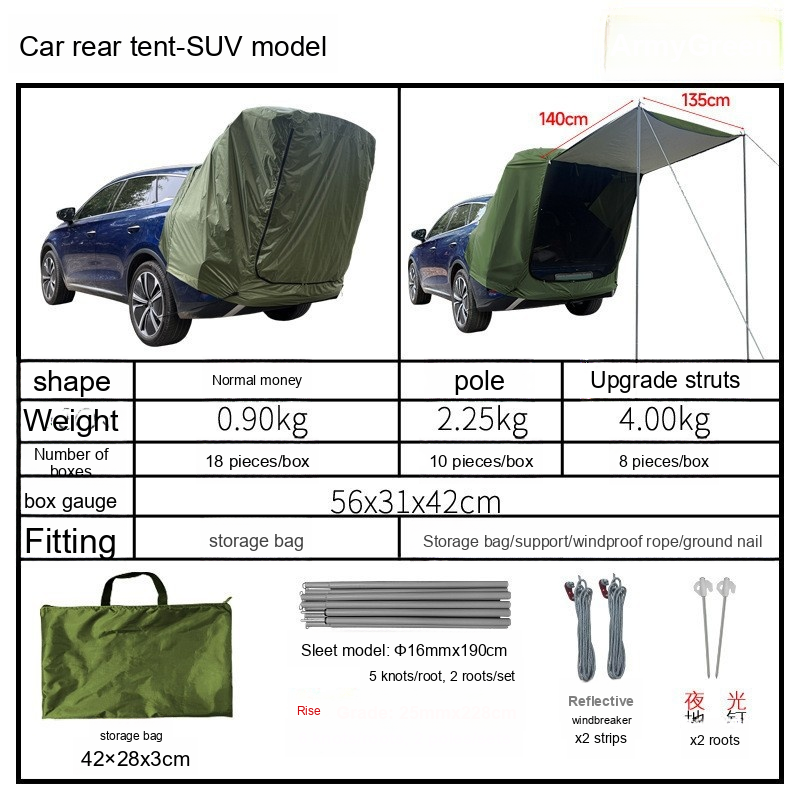 Car rear tent-SUV model
140cm
135cm
shape
Normal money
pole
Upgrade struts
Weight
0.90kg
2.25kg
4.00kg
Number of
boxes
18 pieces/box
10 pieces/box
8 pieces/box
box gauge
56x31x42cm
Fitting
storage bag
Storage bag/support/windproof rope/ground nail
Sleet model: Φ16mmx190cm
5 knots/root, 2 roots/set
Rise
storage bag
42×28x3cm
Reflective
windbreaker
x2 strips
夜 光
x2 roots